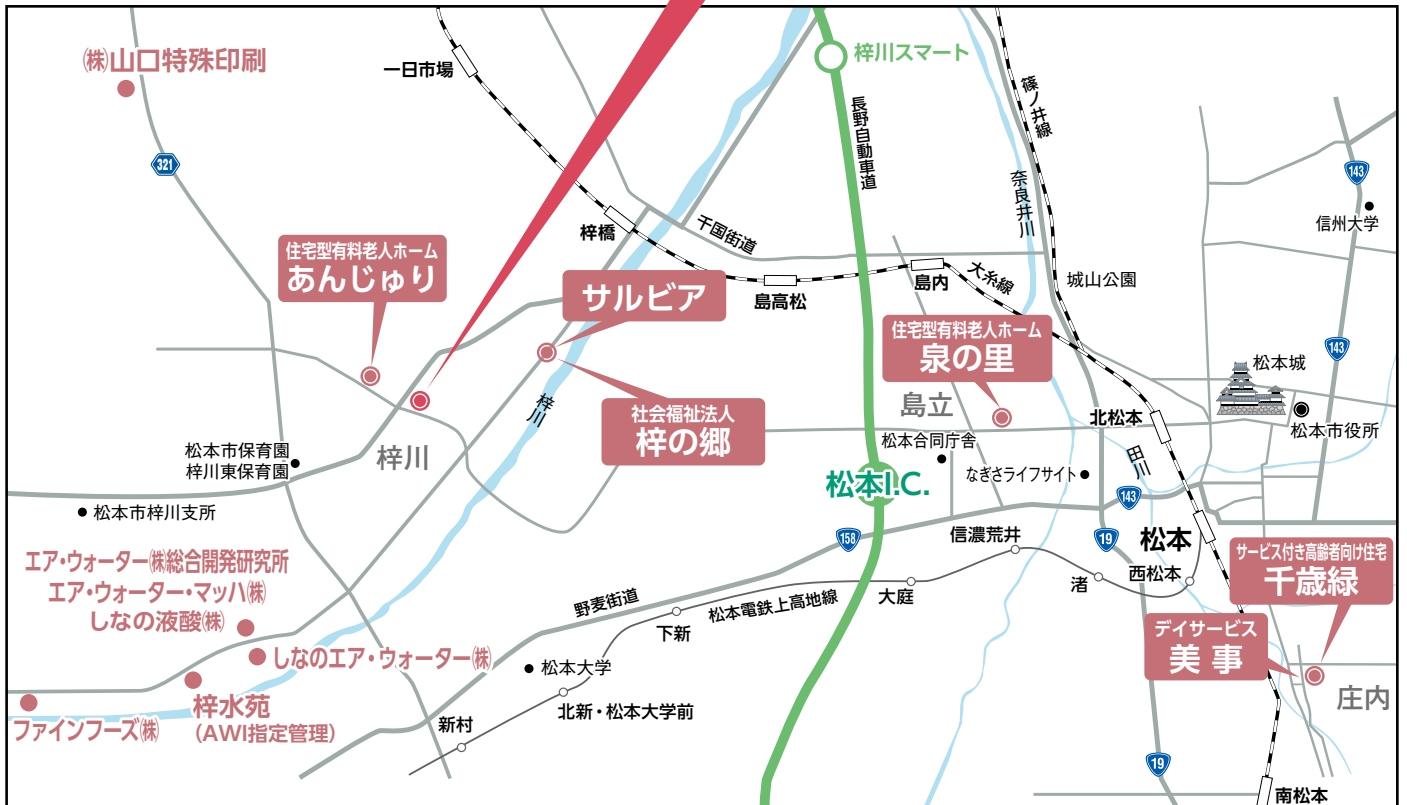 ㈱山口特殊印刷
一日市場
梓川スマート
長野自動車道
篠ノ井線
奈良井川
321
143
信州大学
住宅型有料老人ホーム
あんじゅり
梓橋
千国街道
サルビア
島高松
島内
大糸線
城山公園
住宅型有料老人ホーム
泉の里
143
松本城
松本市役所
社会福祉法人
梓の郷
梓川
島立
北松本
松本合同庁舎
なぎさライフサイト
田川
松本市保育園
梓川東保育園
梓川
松本市梓川支所
松本I.C.
143
158
19
信濃荒井
松本
西松本
渚
大庭
松本電鉄上高地線
野麦街道
下新
サービス付き高齢者向け住宅
千歳緑
デイサービス
美事
庄内
エア・ウォーター㈱総合開発研究所
エア・ウォーター・マッハ㈱
しなの液酸㈱
しなのエア・ウォーター㈱
松本大学
北新・松本大学前
新村
梓水苑
(AWI指定管理)
ファインフーズ㈱
19
南松本